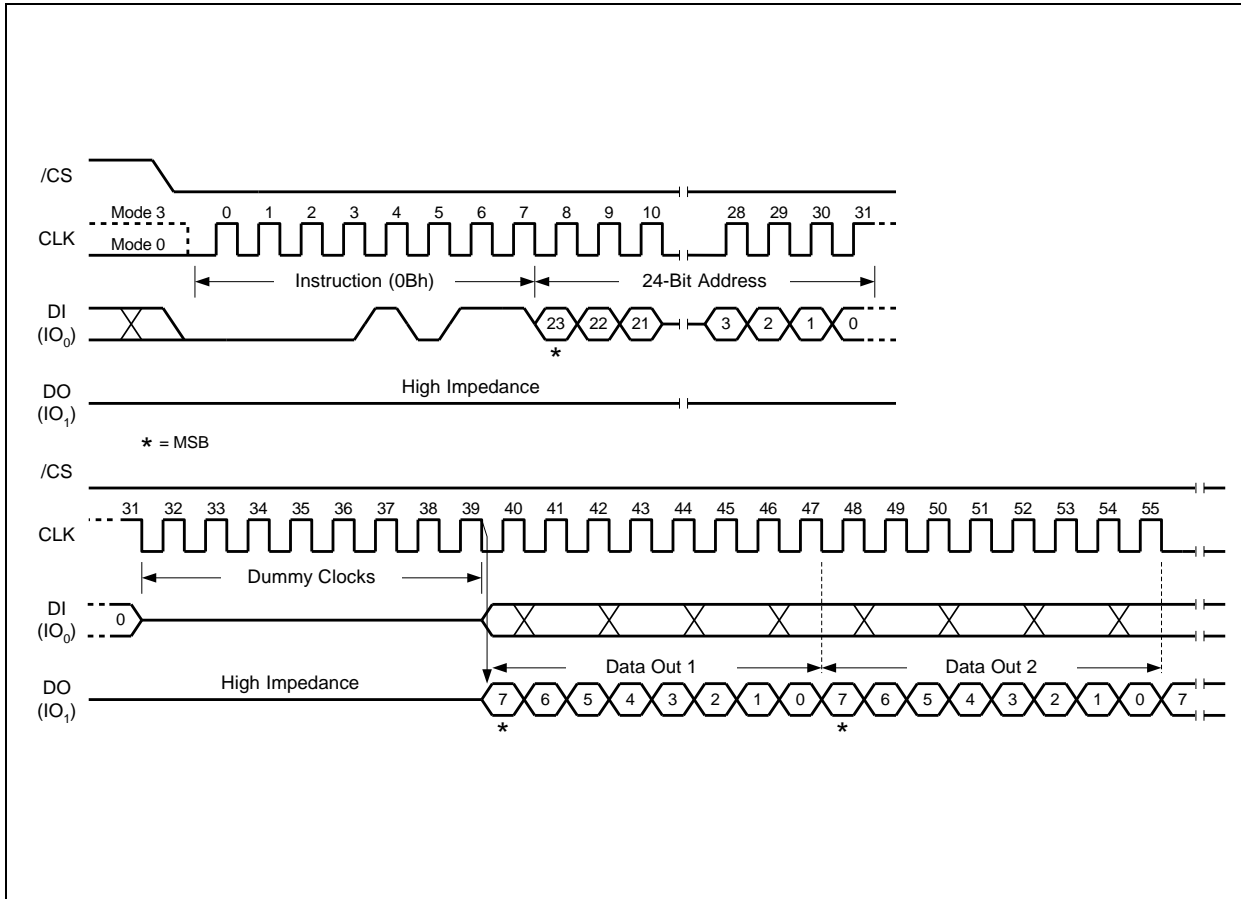 /CS
Mode 3 0 1 2 3 4 5 6 7 8 9 10 28 29 30 31
CLK
Mode 0
Instruction (0Bh) 24-Bit Address
DI
(IO0) 23 22 21 3 2 1 0
*
High Impedance
DO
(IO1)
* = MSB
/CS
31 32 33 34 35 36 37 38 39 40 41 42 43 44 45 46 47 48 49 50 51 52 53 54 55
CLK
Dummy Clocks
DI
(IO0) 0
Data Out 1 Data Out 2
High Impedance
DO
(IO1) 7 6 5 4 3 2 1 0 7 6 5 4 3 2 1 0 7
* *